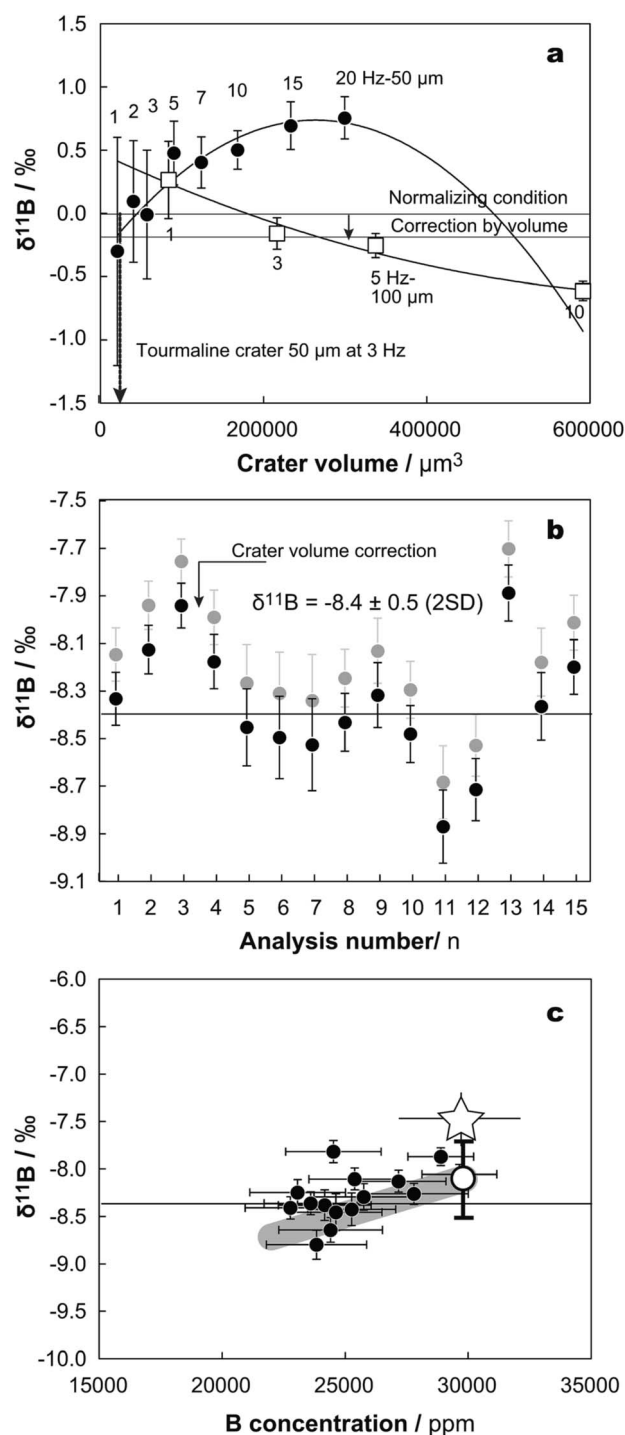 a
1.5
15
20 Hz-50 μm
10
1.0
7
5
3
2
1
δ¹¹B / ‰
0.5
Normalizing condition
0.0
Correction by volume
1
3
-0.5
5 Hz-
100 μm
10
-1.0
Tourmaline crater 50 μm at 3 Hz
-1.5
0 200000 400000 600000
Crater volume / μm³
-7.5
b
-7.7
Crater volume correction
-7.9
δ¹¹B = -8.4 ± 0.5 (2SD)
-8.1
δ¹¹B / ‰
-8.3
-8.5
-8.7
-8.9
-9.1
1 2 3 4 5 6 7 8 9 10 11 12 13 14 15
Analysis number/ n
-6.0
c
-6.5
-7.0
-7.5
δ¹¹B / ‰
-8.0
-8.5
-9.0
-9.5
-10.0
15000 20000 25000 30000 35000
B concentration / ppm